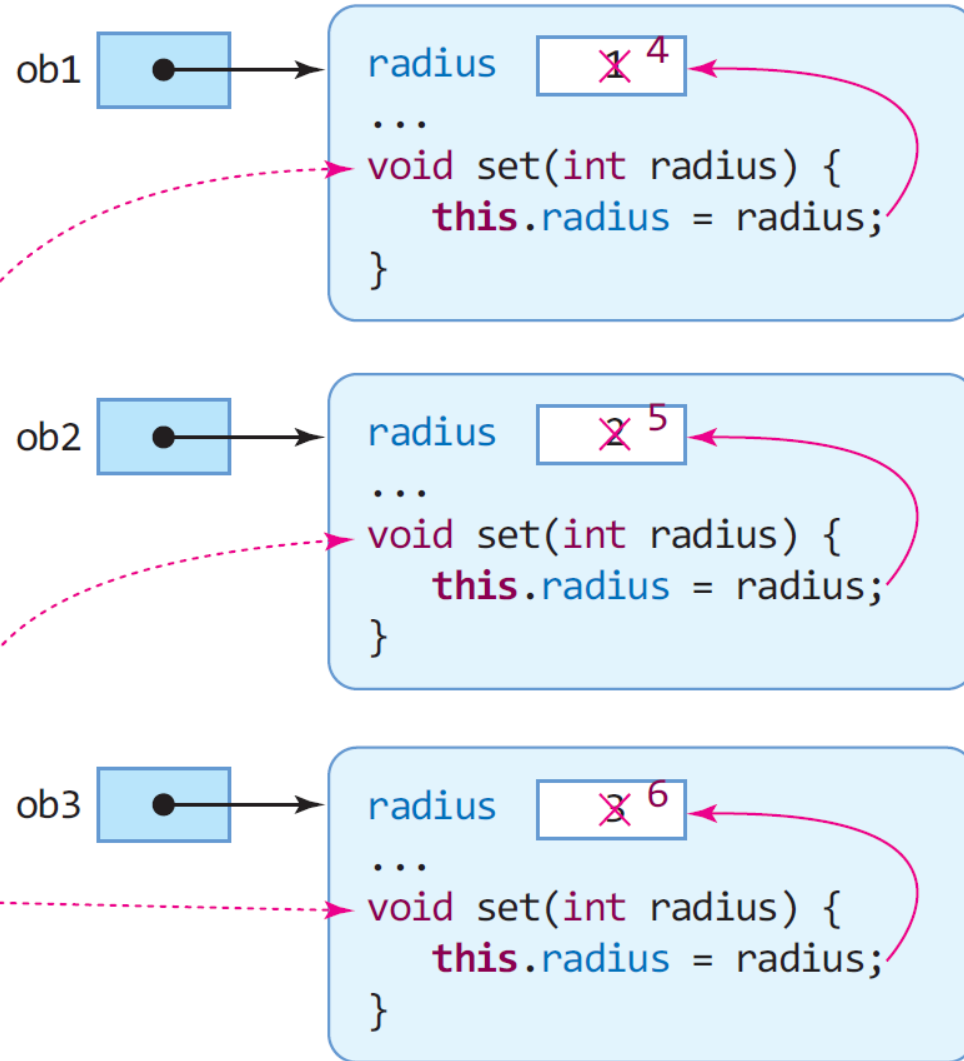 ob1 radius 1 4
...
void set(int radius) {
this.radius = radius;
}
ob2 radius 2 5
...
void set(int radius) {
this.radius = radius;
}
ob3 radius 3 6
...
void set(int radius) {
this.radius = radius;
}